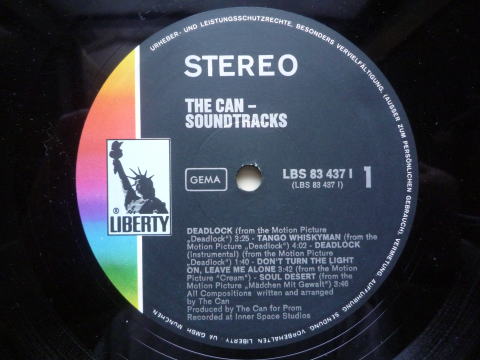 URHEBER- UND LEISTUNGSSCHUTZRECHTE, BESONDERS VERVIELFÄLTIGUNG, (AUSSER ZUM PERSÖNLICHEN GEBRAUCH), VERMIETUNG, AUFFÜHRUNG, SENDUNG, VORBEHALTEN. LIBERTY / UA GMBH. MÜNCHEN
STEREO
THE CAN –
SOUNDTRACKS
GEMA
LBS 83 437 I
(LBS 83 437 I)
1
® LIBERTY
DEADLOCK (from the Motion Picture
„Deadlock") 3:25 - TANGO WHISKYMAN (from the
Motion Picture „Deadlock") 4:02 - DEADLOCK
(Instrumental) (from the Motion Picture
„Deadlock) 1:40 - DON'T TURN THE LIGHT
ON, LEAVE ME ALONE 3:42 (from the Motion
Picture "Cream") - SOUL DESERT (from the
Motion Picture „Mädchen Mit Gewalt") 3:46
All Compositions written and arranged
by The Can
Produced by The Can for Prom
Recorded at Inner Space Studios